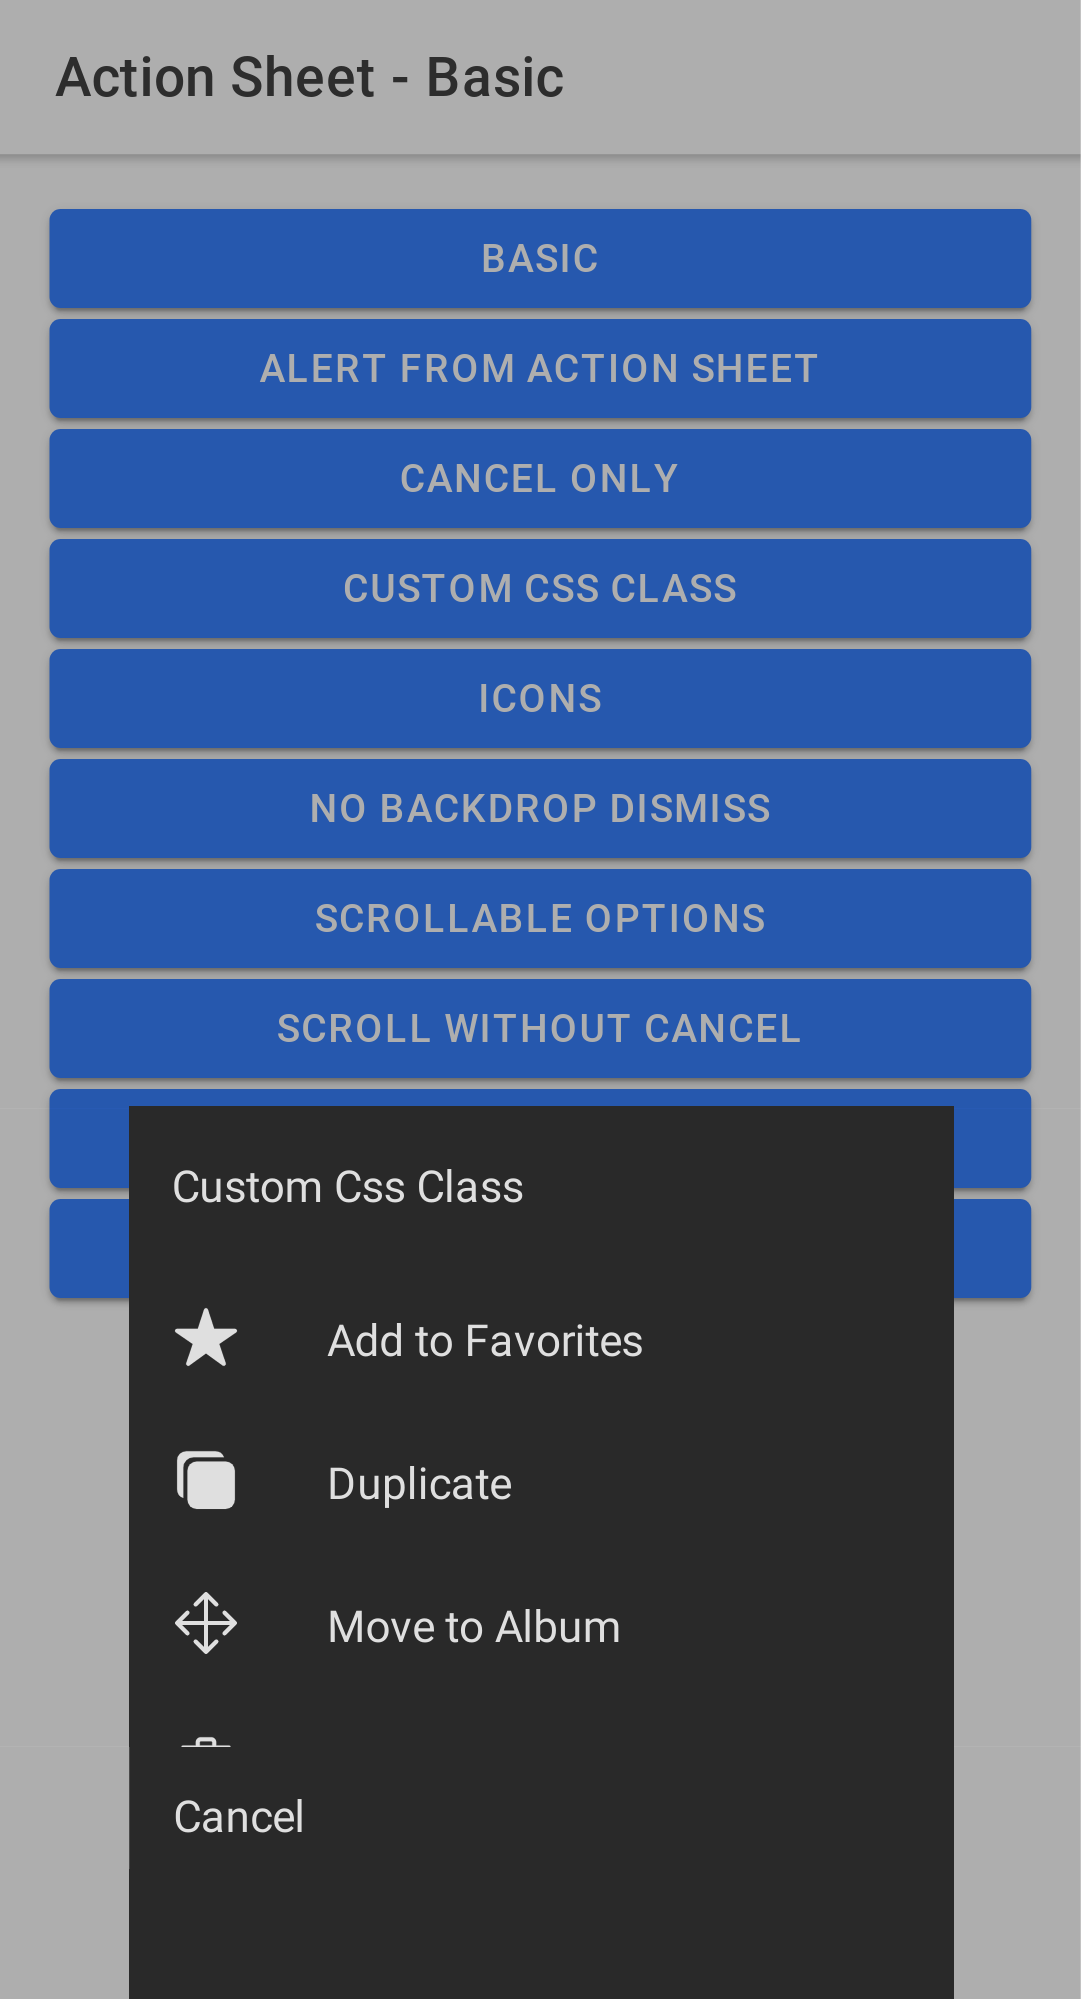 Action Sheet - Basic
BASIC
ALERT FROM ACTION SHEET
CANCEL ONLY
CUSTOM CSS CLASS
ICONS
NO BACKDROP DISMISS
SCROLLABLE OPTIONS
SCROLL WITHOUT CANCEL
Custom Css Class
Add to Favorites
Duplicate
Move to Album
Cancel